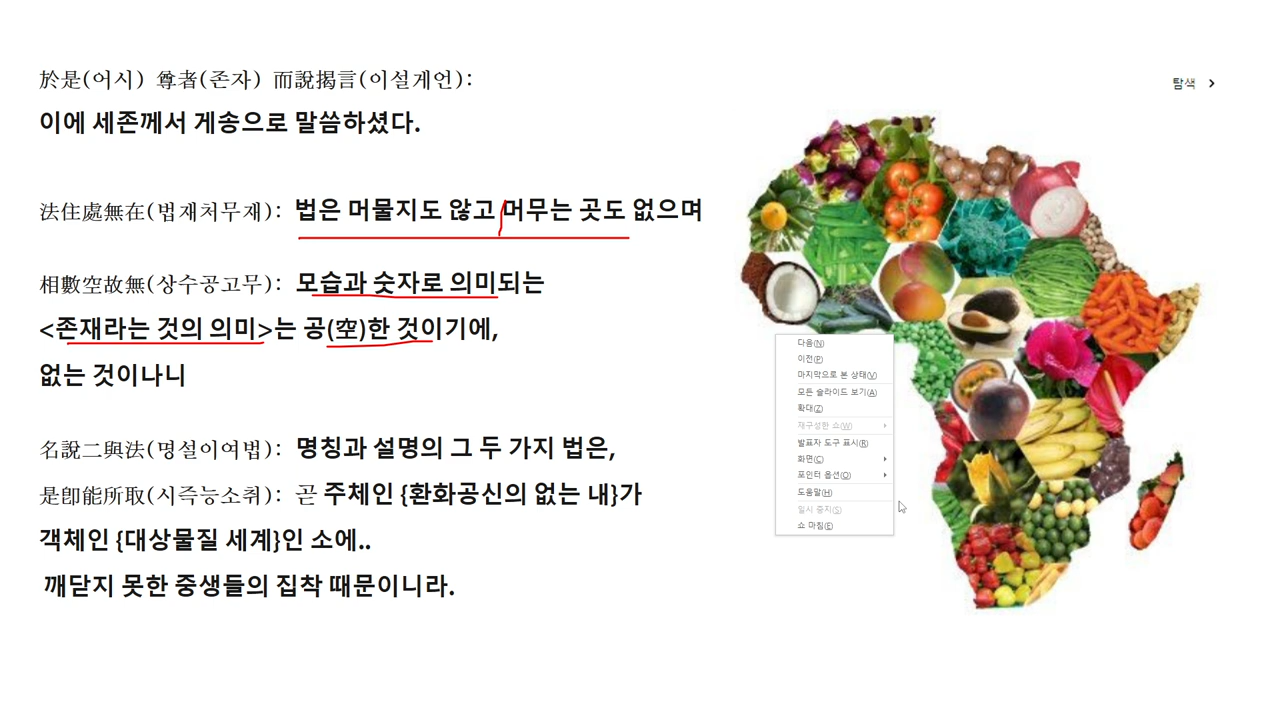 於是(어시) 尊者(존자) 而說揭言(이설게언):
이에 세존께서 게송으로 말씀하셨다.
法住處無在(법재처무재): 법은 머물지도 않고 머무는 곳도 없으며
相數空故無(상수공고무): 모습과 숫자로 의미되는
<존재라는 것의 의미>는 공(空)한 것이기에,
없는 것이나니
名說二與法(명설이여법): 명칭과 설명의 그 두 가지 법은,
是卽能所取(시즉능소취): 곧 주체인 {환화공신의 없는 내}가
객체인 {대상물질 세계}인 소에..
깨닫지 못한 중생들의 집착 때문이니라.
탐색
다음(N)
이전(P)
마지막으로 본 상태(V)
모든 슬라이드 보기(A)
확대(Z)
재구성한 쇼(W)
발표자 도구 표시(R)
화면(C)
포인터 옵션(O)
도움말(H)
일시 중지(S)
쇼 마침(E)